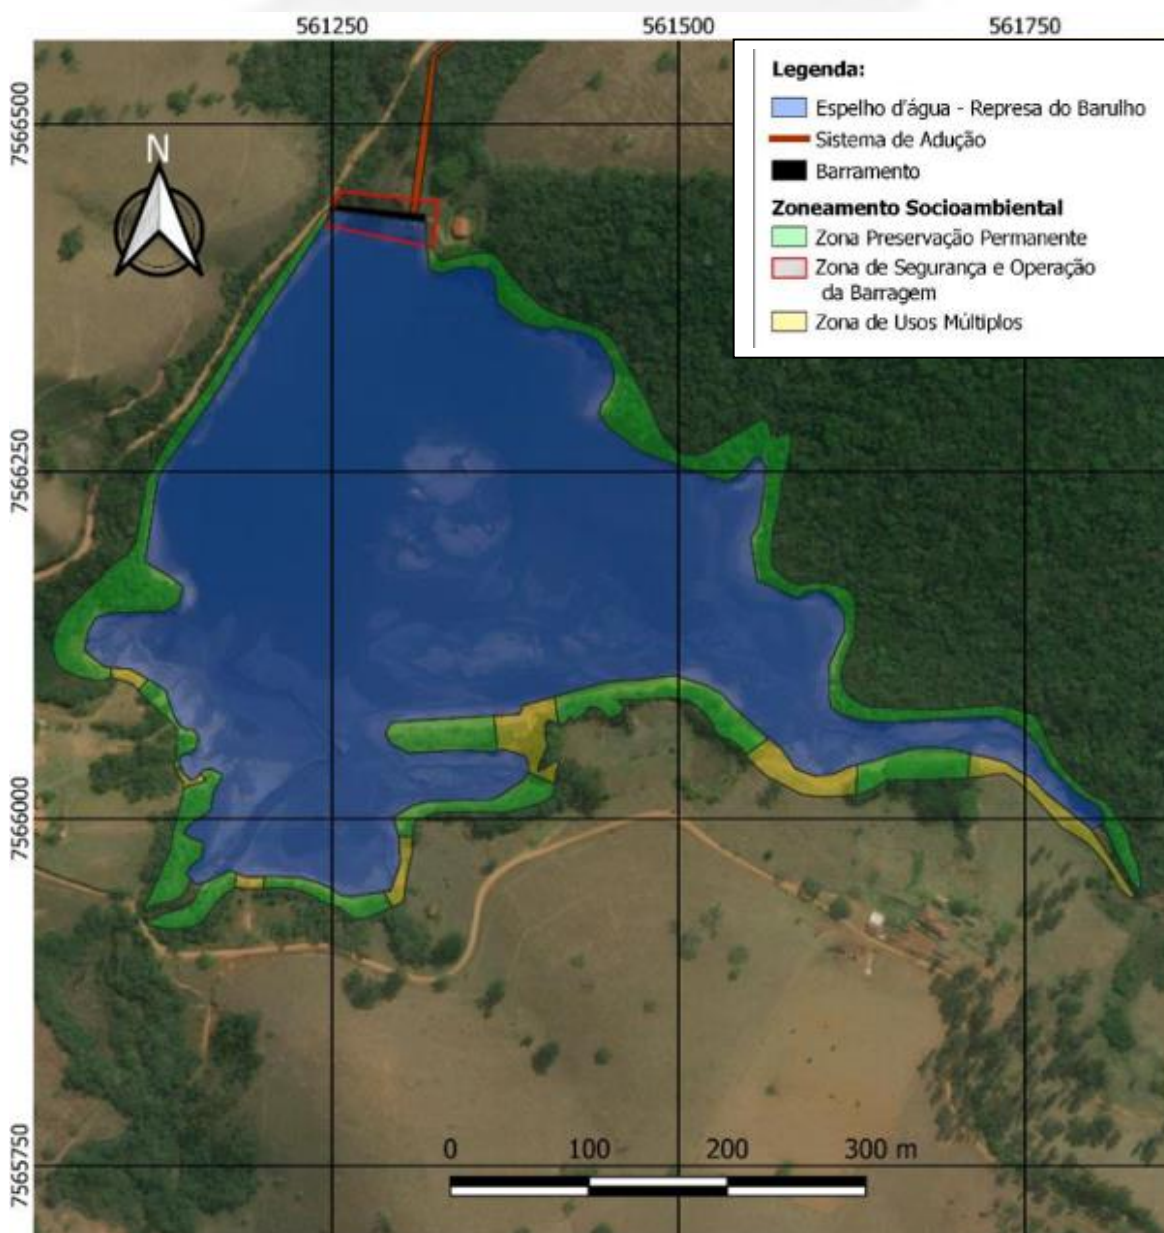 561250 561500 561750
Legenda:
Espelho d'água - Represa do Barulho
Sistema de Adução
Barramento
Zoneamento Socioambiental
Zona Preservação Permanente
Zona de Segurança e Operação
da Barragem
Zona de Usos Múltiplos
7566500
N
7566250
7566000
7565750
0 100 200 300 m